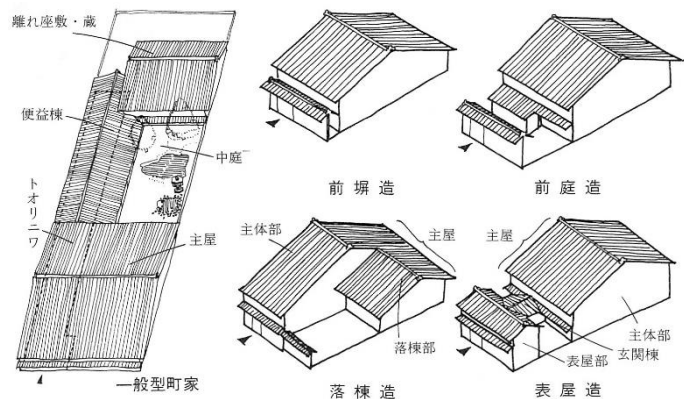 離れ座敷・蔵
便益棟
中庭
トオリニワ
主屋
一般型町家
前塀造
前庭造
主体部
主屋
落棟部
落棟造
主屋
主体部
玄関棟
表屋部
表屋造